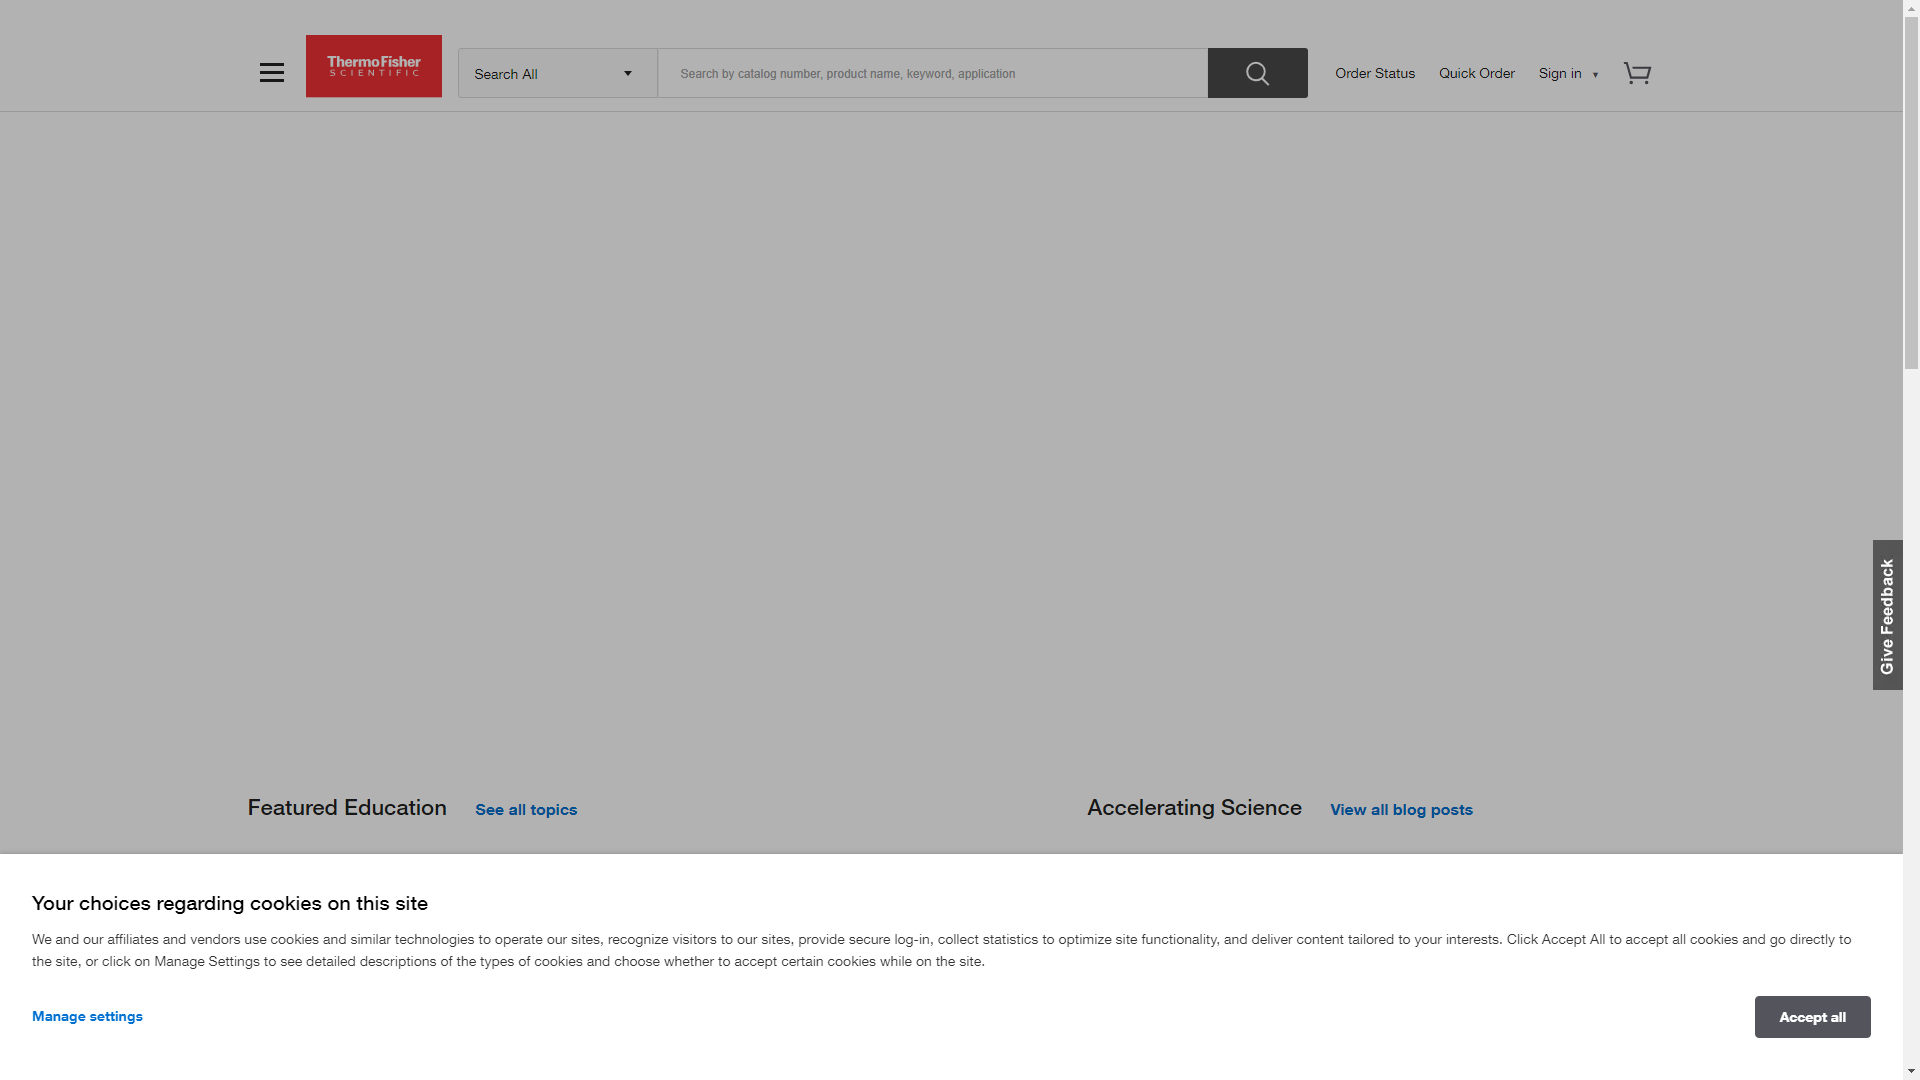 ThermoFisher
SCIENTIFIC
Search All
Search by catalog number, product name, keyword, application
Order Status
Quick Order
Sign in
Give Feedback
Featured Education
See all topics
Accelerating Science
View all blog posts
Your choices regarding cookies on this site
We and our affiliates and vendors use cookies and similar technologies to operate our sites, recognize visitors to our sites, provide secure log-in, collect statistics to optimize site functionality, and deliver content tailored to your interests. Click Accept All to accept all cookies and go directly to
the site, or click on Manage Settings to see detailed descriptions of the types of cookies and choose whether to accept certain cookies while on the site.
Manage settings
Accept all